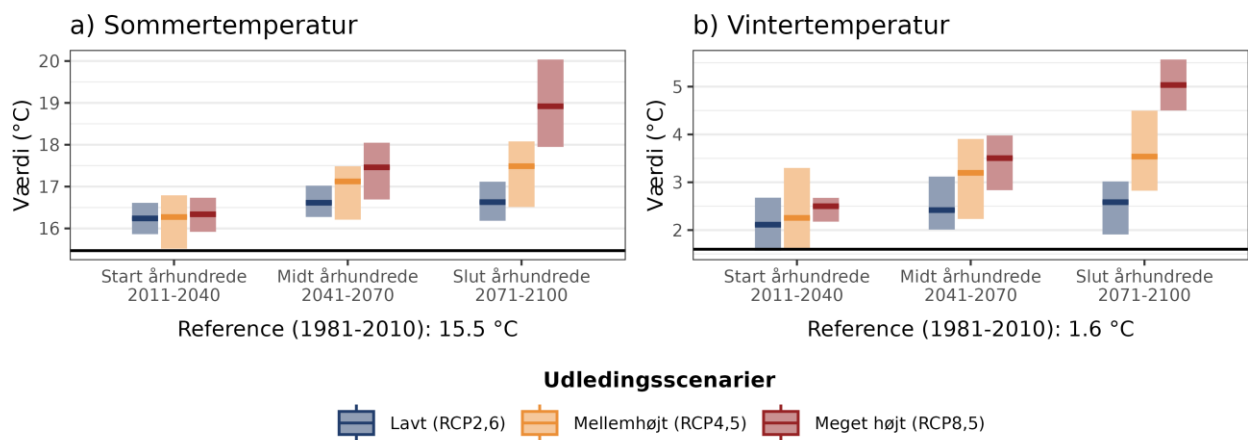 a) Sommertemperatur
Værdi (°C)
20
19
18
17
16
Start århundrede
2011-2040
Midt århundrede
2041-2070
Slut århundrede
2071-2100
Reference (1981-2010): 15.5 °C
b) Vintertemperatur
Værdi (°C)
5
4
3
2
Start århundrede
2011-2040
Midt århundrede
2041-2070
Slut århundrede
2071-2100
Reference (1981-2010): 1.6 °C
Udledingsscenarier
Lavt (RCP2,6)
Mellemhøjt (RCP4,5)
Meget højt (RCP8,5)